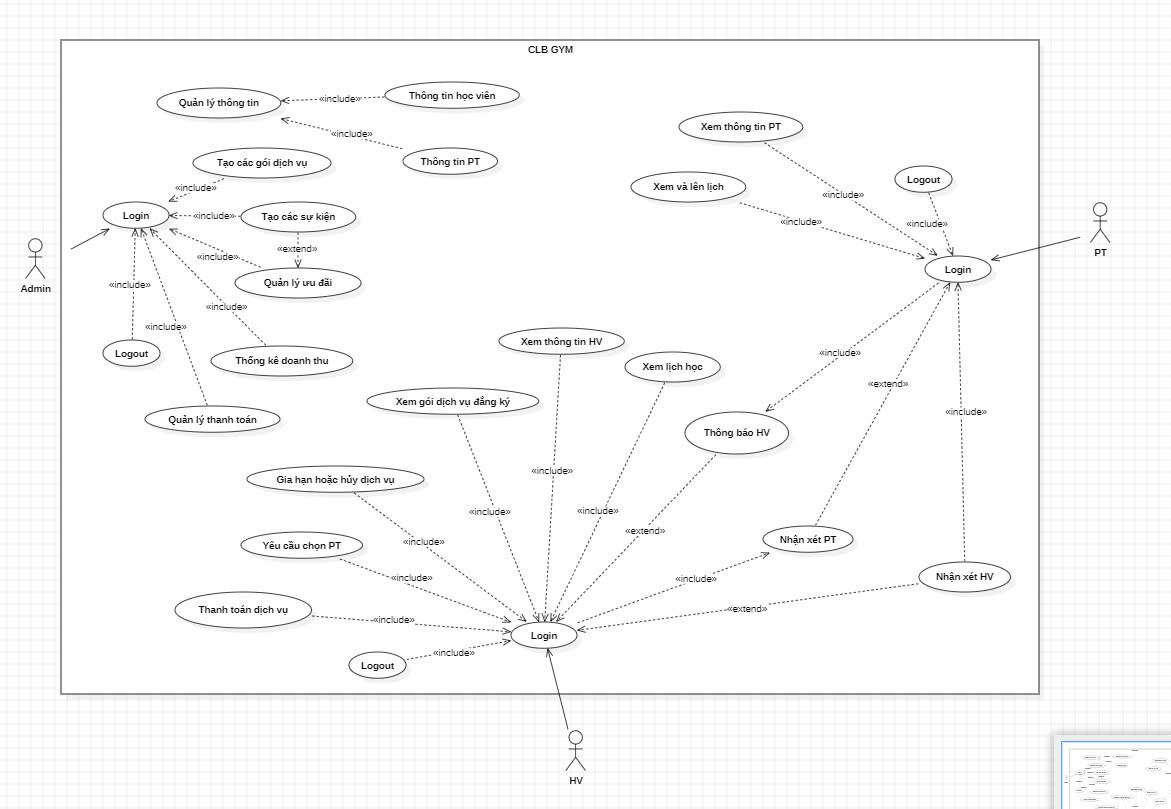 CLB GYM
Thông tin học viên
Quản lý thông tin
«include»
Xem thông tin PT
«include»
Tạo các gói dịch vụ
Thông tin PT
Logout
«include»
Xem và lên lịch
«include»
Login
«include»
Tạo các sự kiện
«include»
«include»
«extend»
PT
«include»
Login
Quản lý ưu đãi
Admin
«include»
«include»
«include»
Xem thông tin HV
Logout
«include»
Thống kê doanh thu
Xem lịch học
«extend»
Xem gói dịch vụ đăng ký
«include»
Quản lý thanh toán
Thông báo HV
«include»
Gia hạn hoặc hủy dịch vụ
«include»
«include»
«extend»
Nhận xét PT
«include»
Yêu cầu chọn PT
«include»
«include»
Nhận xét HV
Thanh toán dịch vụ
«extend»
«include»
Login
«include»
Logout
HV